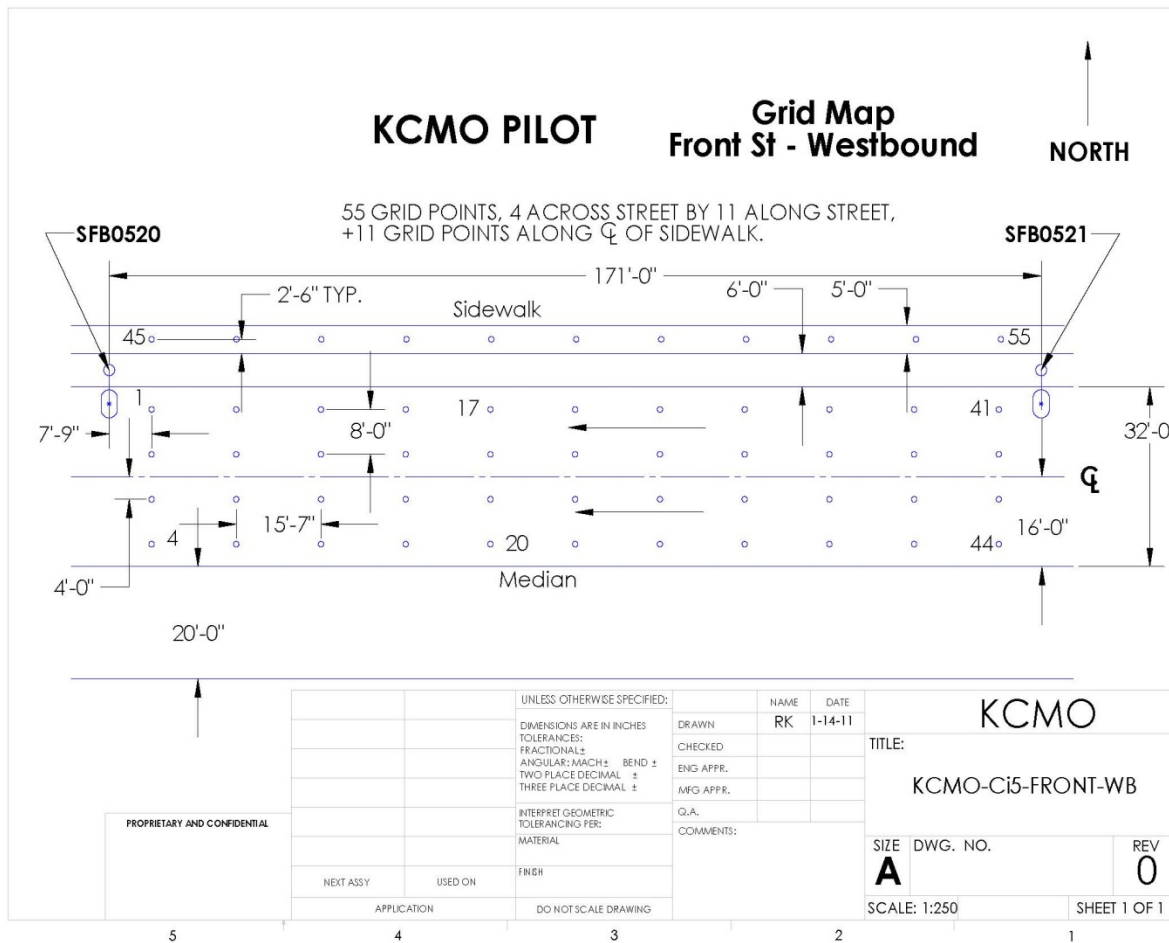 KCMO PILOT
Grid Map
Front St - Westbound
NORTH
55 GRID POINTS, 4 ACROSS STREET BY 11 ALONG STREET,
+11 GRID POINTS ALONG ℄ OF SIDEWALK.
SFB0520
SFB0521
171'-0"
2'-6" TYP.
6'-0"
5'-0"
Sidewalk
45
55
1
17
41
7'-9"
8'-0"
32'-0
℄
4
15'-7"
20
44
16'-0"
4'-0"
Median
20'-0"
UNLESS OTHERWISE SPECIFIED:
DIMENSIONS ARE IN INCHES
TOLERANCES:
FRACTIONAL±
ANGULAR: MACH± BEND ±
TWO PLACE DECIMAL ±
THREE PLACE DECIMAL ±
INTERPRET GEOMETRIC
TOLERANCING PER:
MATERIAL
FINISH
DO NOT SCALE DRAWING
NAME DATE
DRAWN RK 1-14-11
CHECKED
ENG APPR.
MFG APPR.
Q.A.
COMMENTS:
KCMO
TITLE:
KCMO-Ci5-FRONT-WB
SIZE DWG. NO. REV
A 0
SCALE: 1:250 SHEET 1 OF 1
PROPRIETARY AND CONFIDENTIAL
NEXT ASSY USED ON
APPLICATION
5 4 3 2 1